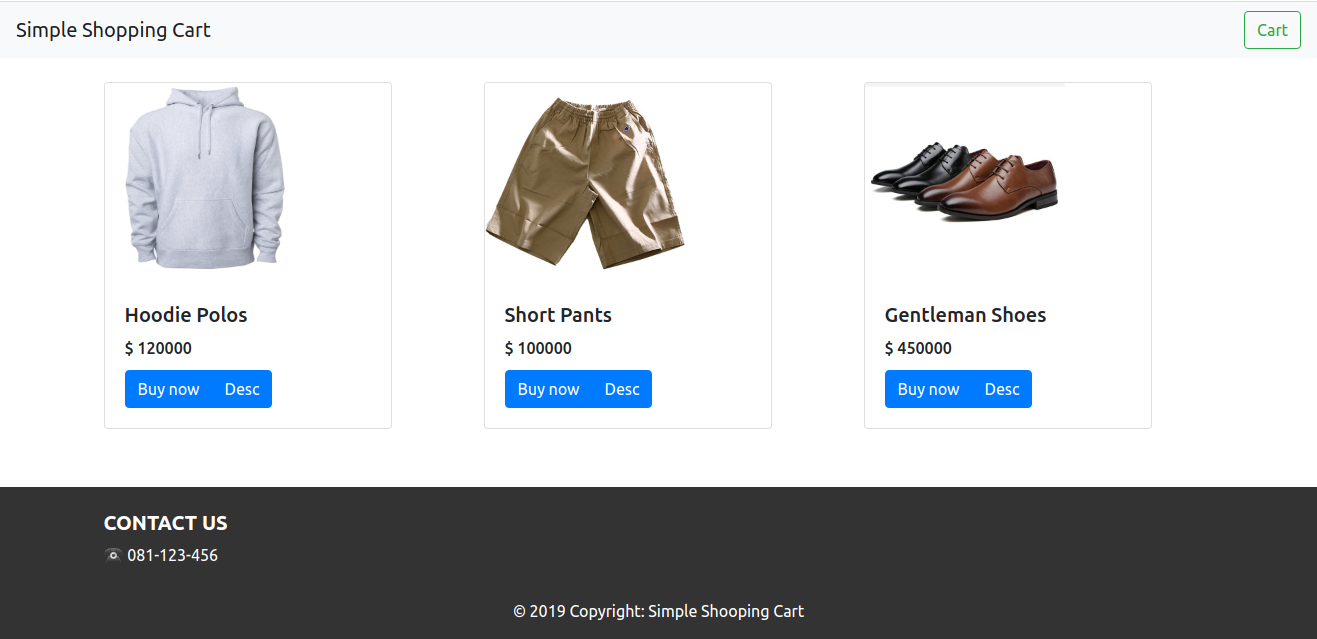 Simple Shopping Cart
Cart
Hoodie Polos
$ 120000
Buy now Desc
Short Pants
$ 100000
Buy now Desc
Gentleman Shoes
$ 450000
Buy now Desc
CONTACT US
☎ 081-123-456
© 2019 Copyright: Simple Shooping Cart